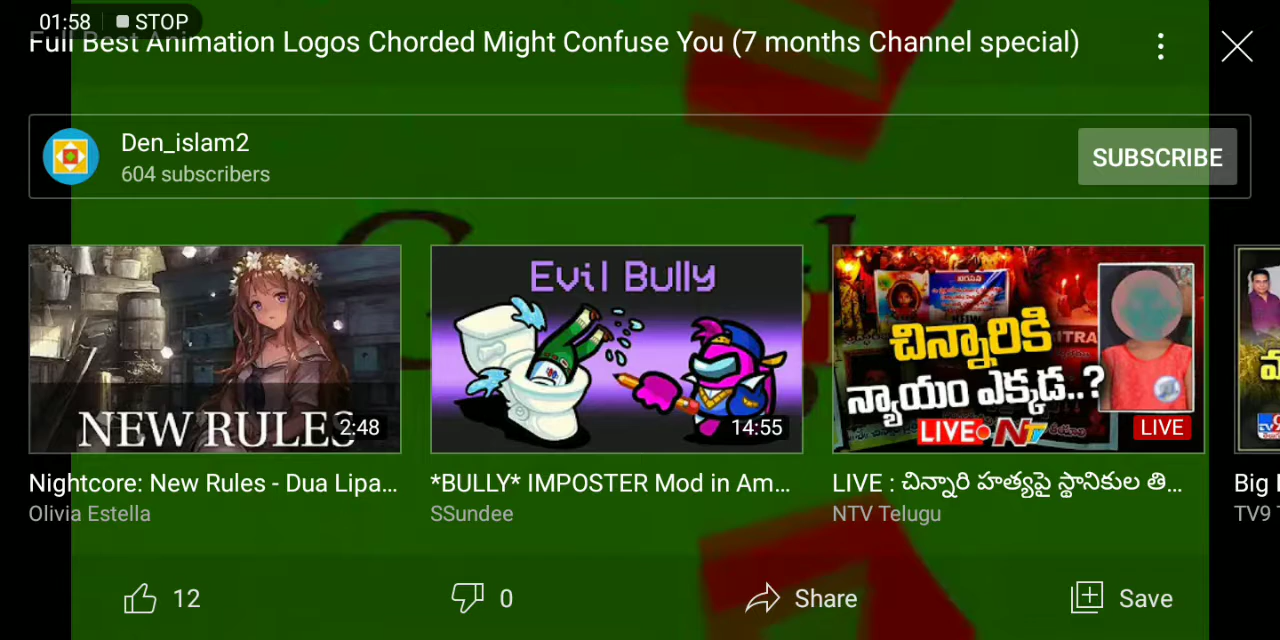 01:58 STOP
Full Best Animation Logos Chorded Might Confuse You (7 months Channel special)
Den_islam2
604 subscribers
SUBSCRIBE
NEW RULES
2:48
Evil Bully
14:55
చిన్నారికి
న్యాయం ఎక్కడ..?
LIVE NTV
LIVE
Nightcore: New Rules - Dua Lipa...
Olivia Estella
*BULLY* IMPOSTER Mod in Am...
SSundee
LIVE : చిన్నారి హత్యపై స్థానికుల తి...
NTV Telugu
Big
TV9
12
0
Share
Save